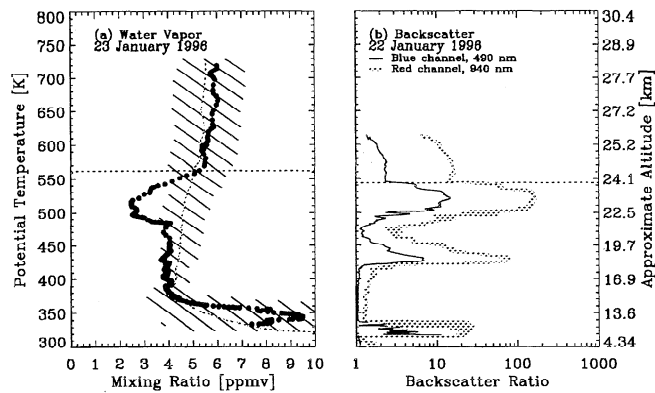 (a) Water Vapor
23 January 1996
800
750
700
650
600
550
500
450
400
350
300
Potential Temperature [K]
0 1 2 3 4 5 6 7 8 9 10
Mixing Ratio [ppmv]
(b) Backscatter
22 January 1996
Blue channel, 490 nm
Red channel, 940 nm
30.4
28.9
27.7
27.2
25.2
24.1
22.5
19.7
16.9
13.6
4.34
Approximate Altitude [km]
1 10 100 1000
Backscatter Ratio